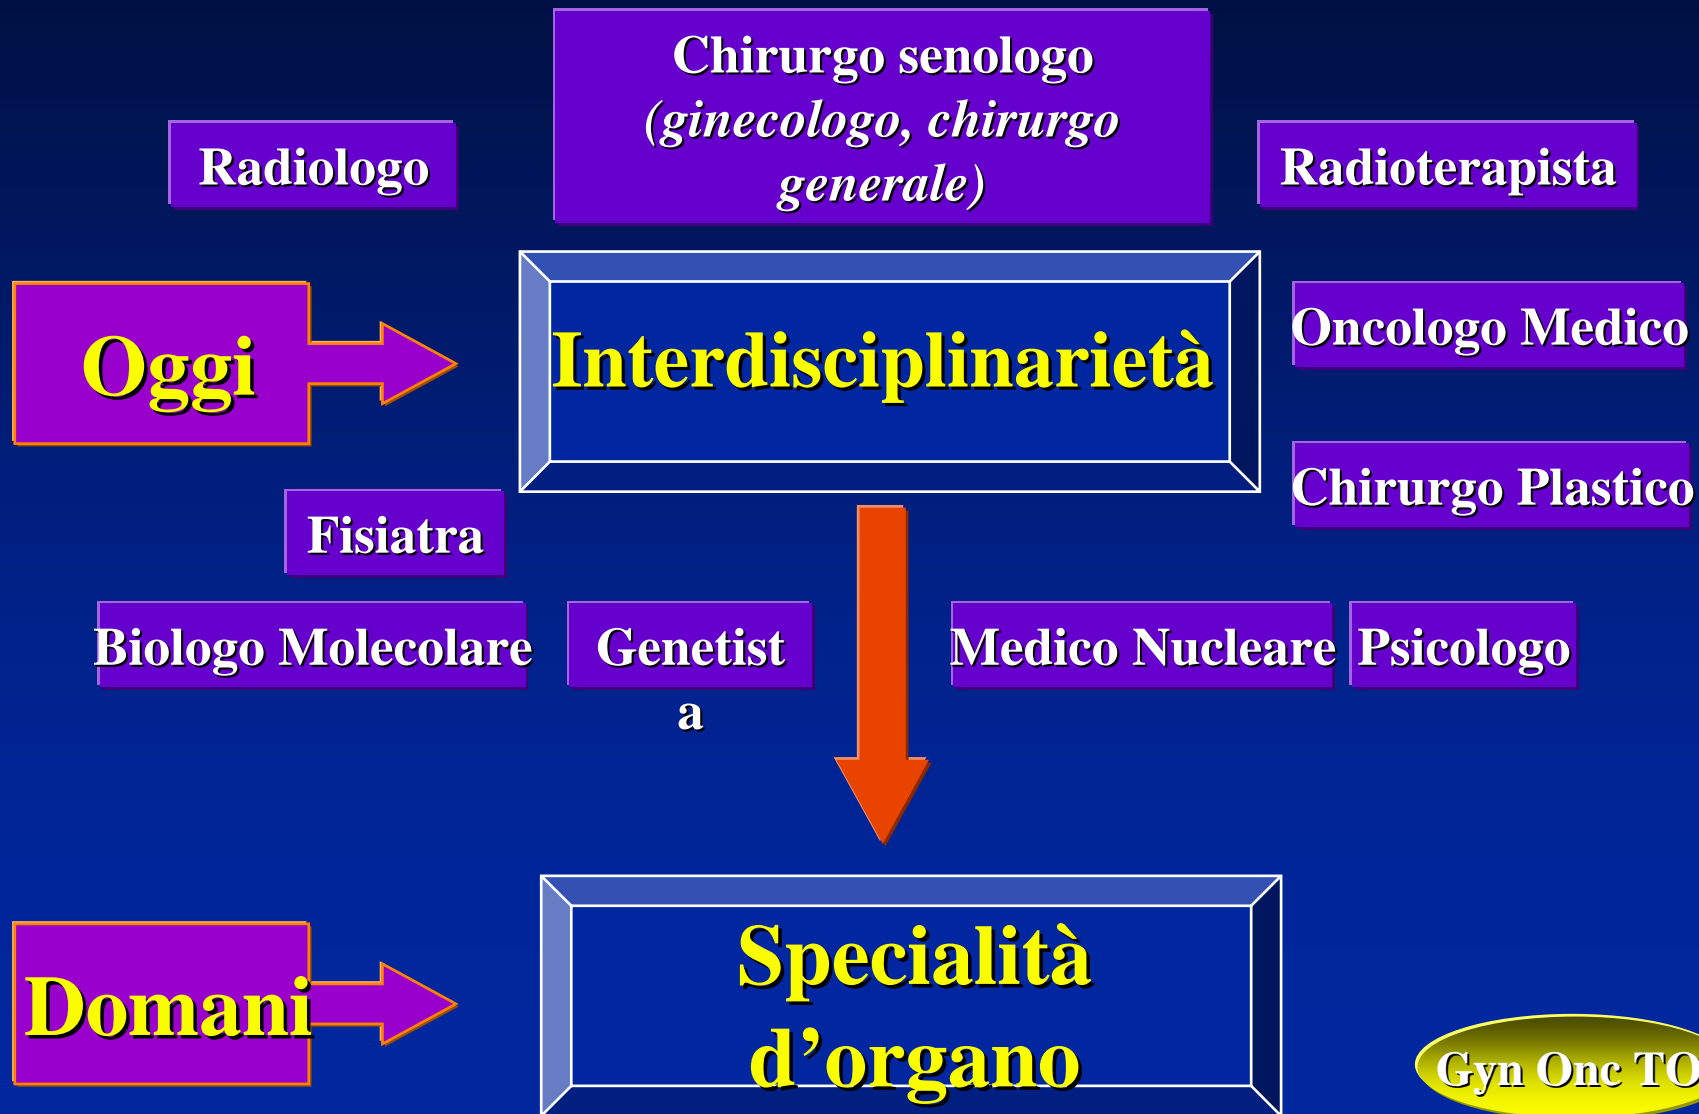 Chirurgo senologo
(ginecologo, chirurgo
generale)
Radiologo
Radioterapista
Oggi
Interdisciplinarietà
Oncologo Medico
Chirurgo Plastico
Fisiatra
Biologo Molecolare
Genetist
a
Medico Nucleare
Psicologo
Domani
Specialità
d’organo
Gyn Onc TO